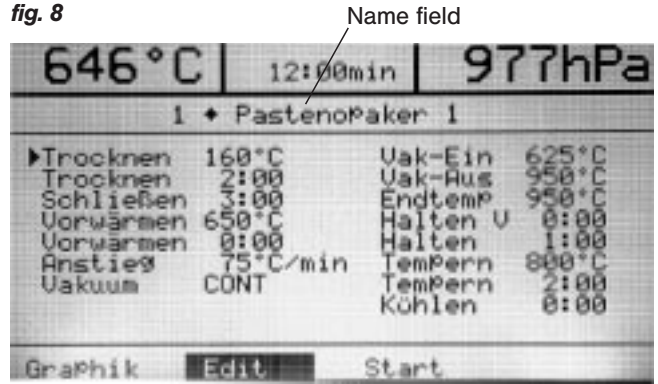 fig. 8
Name field
646°C 12:00min 977hPa
1 ♦ Pastenopaker 1
▶Trocknen 160°C
Trocknen 2:00
Schließen 3:00
Vorwärmen 650°C
Vorwärmen 0:00
Anstieg 75°C/min
Vakuum CONT
Vak-Ein 625°C
Vak-Aus 950°C
Endtemp 950°C
Halten V 0:00
Halten 1:00
Tempern 800°C
Tempern 2:00
Kühlen 0:00
Graphik Edit Start